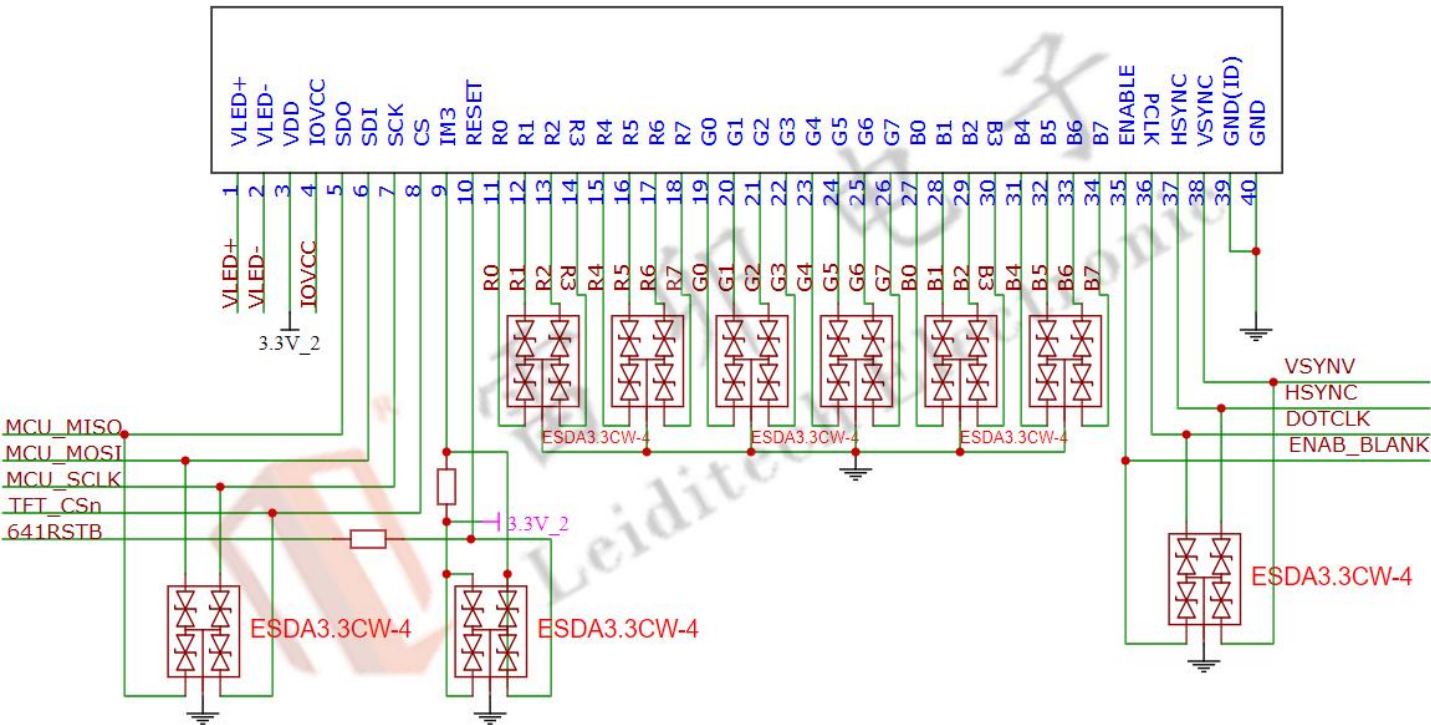 VLED+ VLED- VDD IOVCC SDO SDI SCK CS IM3 RESET R0 R1 R2 R3 R4 R5 R6 R7 G0 G1 G2 G3 G4 G5 G6 G7 B0 B1 B2 B3 B4 B5 B6 B7 ENABLE PCLK HSYNC VSYNC GND(ID) GND
1 2 3 4 5 6 7 8 9 10 11 12 13 14 15 16 17 18 19 20 21 22 23 24 25 26 27 28 29 30 31 32 33 34 35 36 37 38 39 40
VLED+ VLED- IOVCC R0 R1 R2 R3 R4 R5 R6 R7 G0 G1 G2 G3 G4 G5 G6 G7 B0 B1 B2 B3 B4 B5 B6 B7
3.3V_2
VSYNV
HSYNC
DOTCLK
ENAB_BLANK
MCU_MISO
MCU_MOSI
MCU_SCLK
TFT_CSn
641RSTB
ESDA3.3CW-4 ESDA3.3CW-4 ESDA3.3CW-4
3.3V_2
ESDA3.3CW-4
ESDA3.3CW-4
ESDA3.3CW-4
雷卯电子
Leiditech Electronic
R